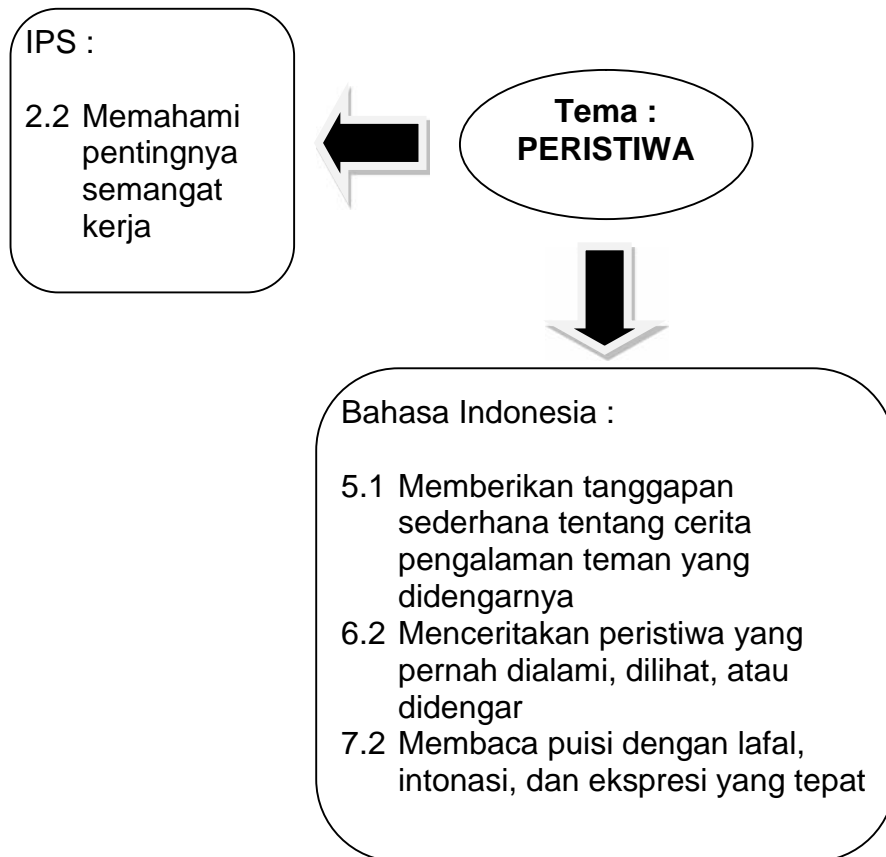 IPS :
2.2 Memahami
pentingnya
semangat
kerja
Tema :
PERISTIWA
Bahasa Indonesia :
5.1 Memberikan tanggapan
sederhana tentang cerita
pengalaman teman yang
didengarnya
6.2 Menceritakan peristiwa yang
pernah dialami, dilihat, atau
didengar
7.2 Membaca puisi dengan lafal,
intonasi, dan ekspresi yang tepat